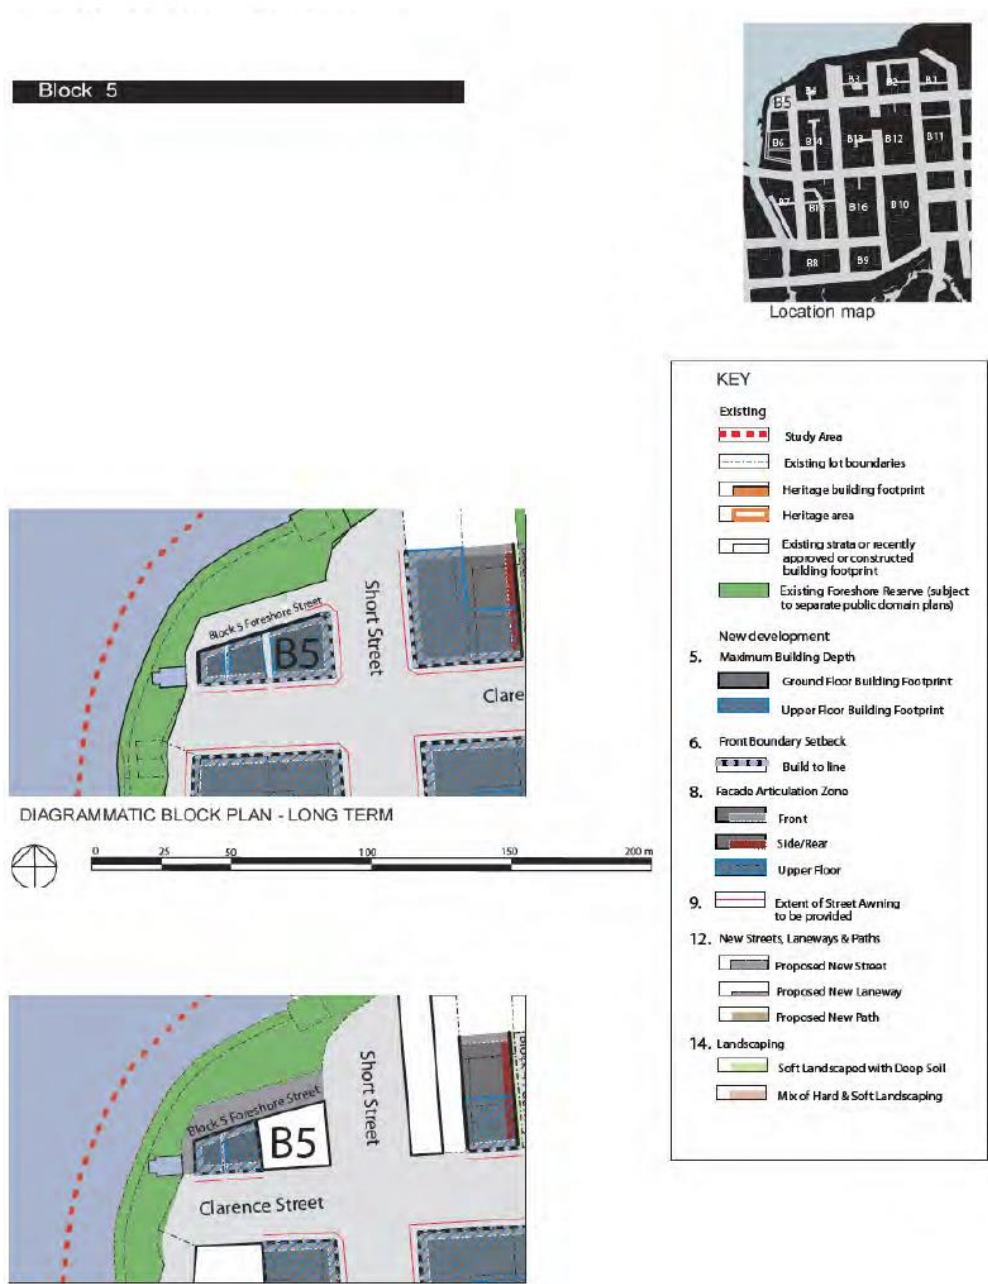 Block 5
B5
B4
B3
B2
B1
B6
B14
B13
B12
B11
B7
B15
B16
B10
B8
B9
Location map
KEY
Existing
Study Area
Existing lot boundaries
Heritage building footprint
Heritage area
Existing strata or recently
approved or constructed
building footprint
Existing Foreshore Reserve (subject
to separate public domain plans)
New development
5. Maximum Building Depth
Ground Floor Building Footprint
Upper Floor Building Footprint
6. Front Boundary Setback
Build to line
8. Facade Articulation Zone
Front
Side/Rear
Upper Floor
9. Extent of Street Awning
to be provided
12. New Streets, Laneways & Paths
Proposed New Street
Proposed New Laneway
Proposed New Path
14. Landscaping
Soft Landscaped with Deep Soil
Mix of Hard & Soft Landscaping
Block 5 Foreshore Street
B5
Short Street
Clare
DIAGRAMMATIC BLOCK PLAN - LONG TERM
0 25 50 100 150 200 m
Block 5 Foreshore Street
B5
Short Street
Clarence Street